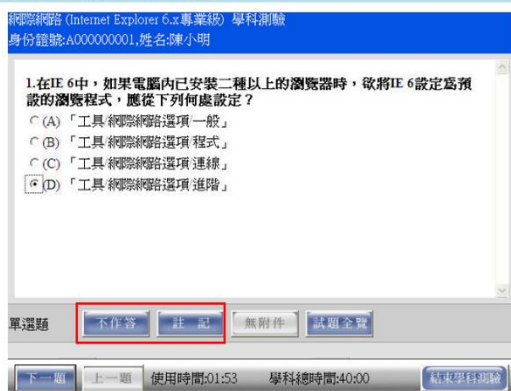 網際網路 (Internet Explorer 6.x專業級) 學科測驗
身份證號:A000000001,姓名:陳小明
1.在IE 6中，如果電腦內已安裝二種以上的瀏覽器時，欲將IE 6設定為預
設的瀏覽程式，應從下列何處設定？
(A) 「工具/網際網路選項/一般」
(B) 「工具/網際網路選項/程式」
(C) 「工具/網際網路選項/連線」
(D) 「工具/網際網路選項/進階」
單選題 不作答 註 記 無附件 試題全覽
下一題 上一題 使用時間:01:53 學科總時間:40:00 結束學科測驗